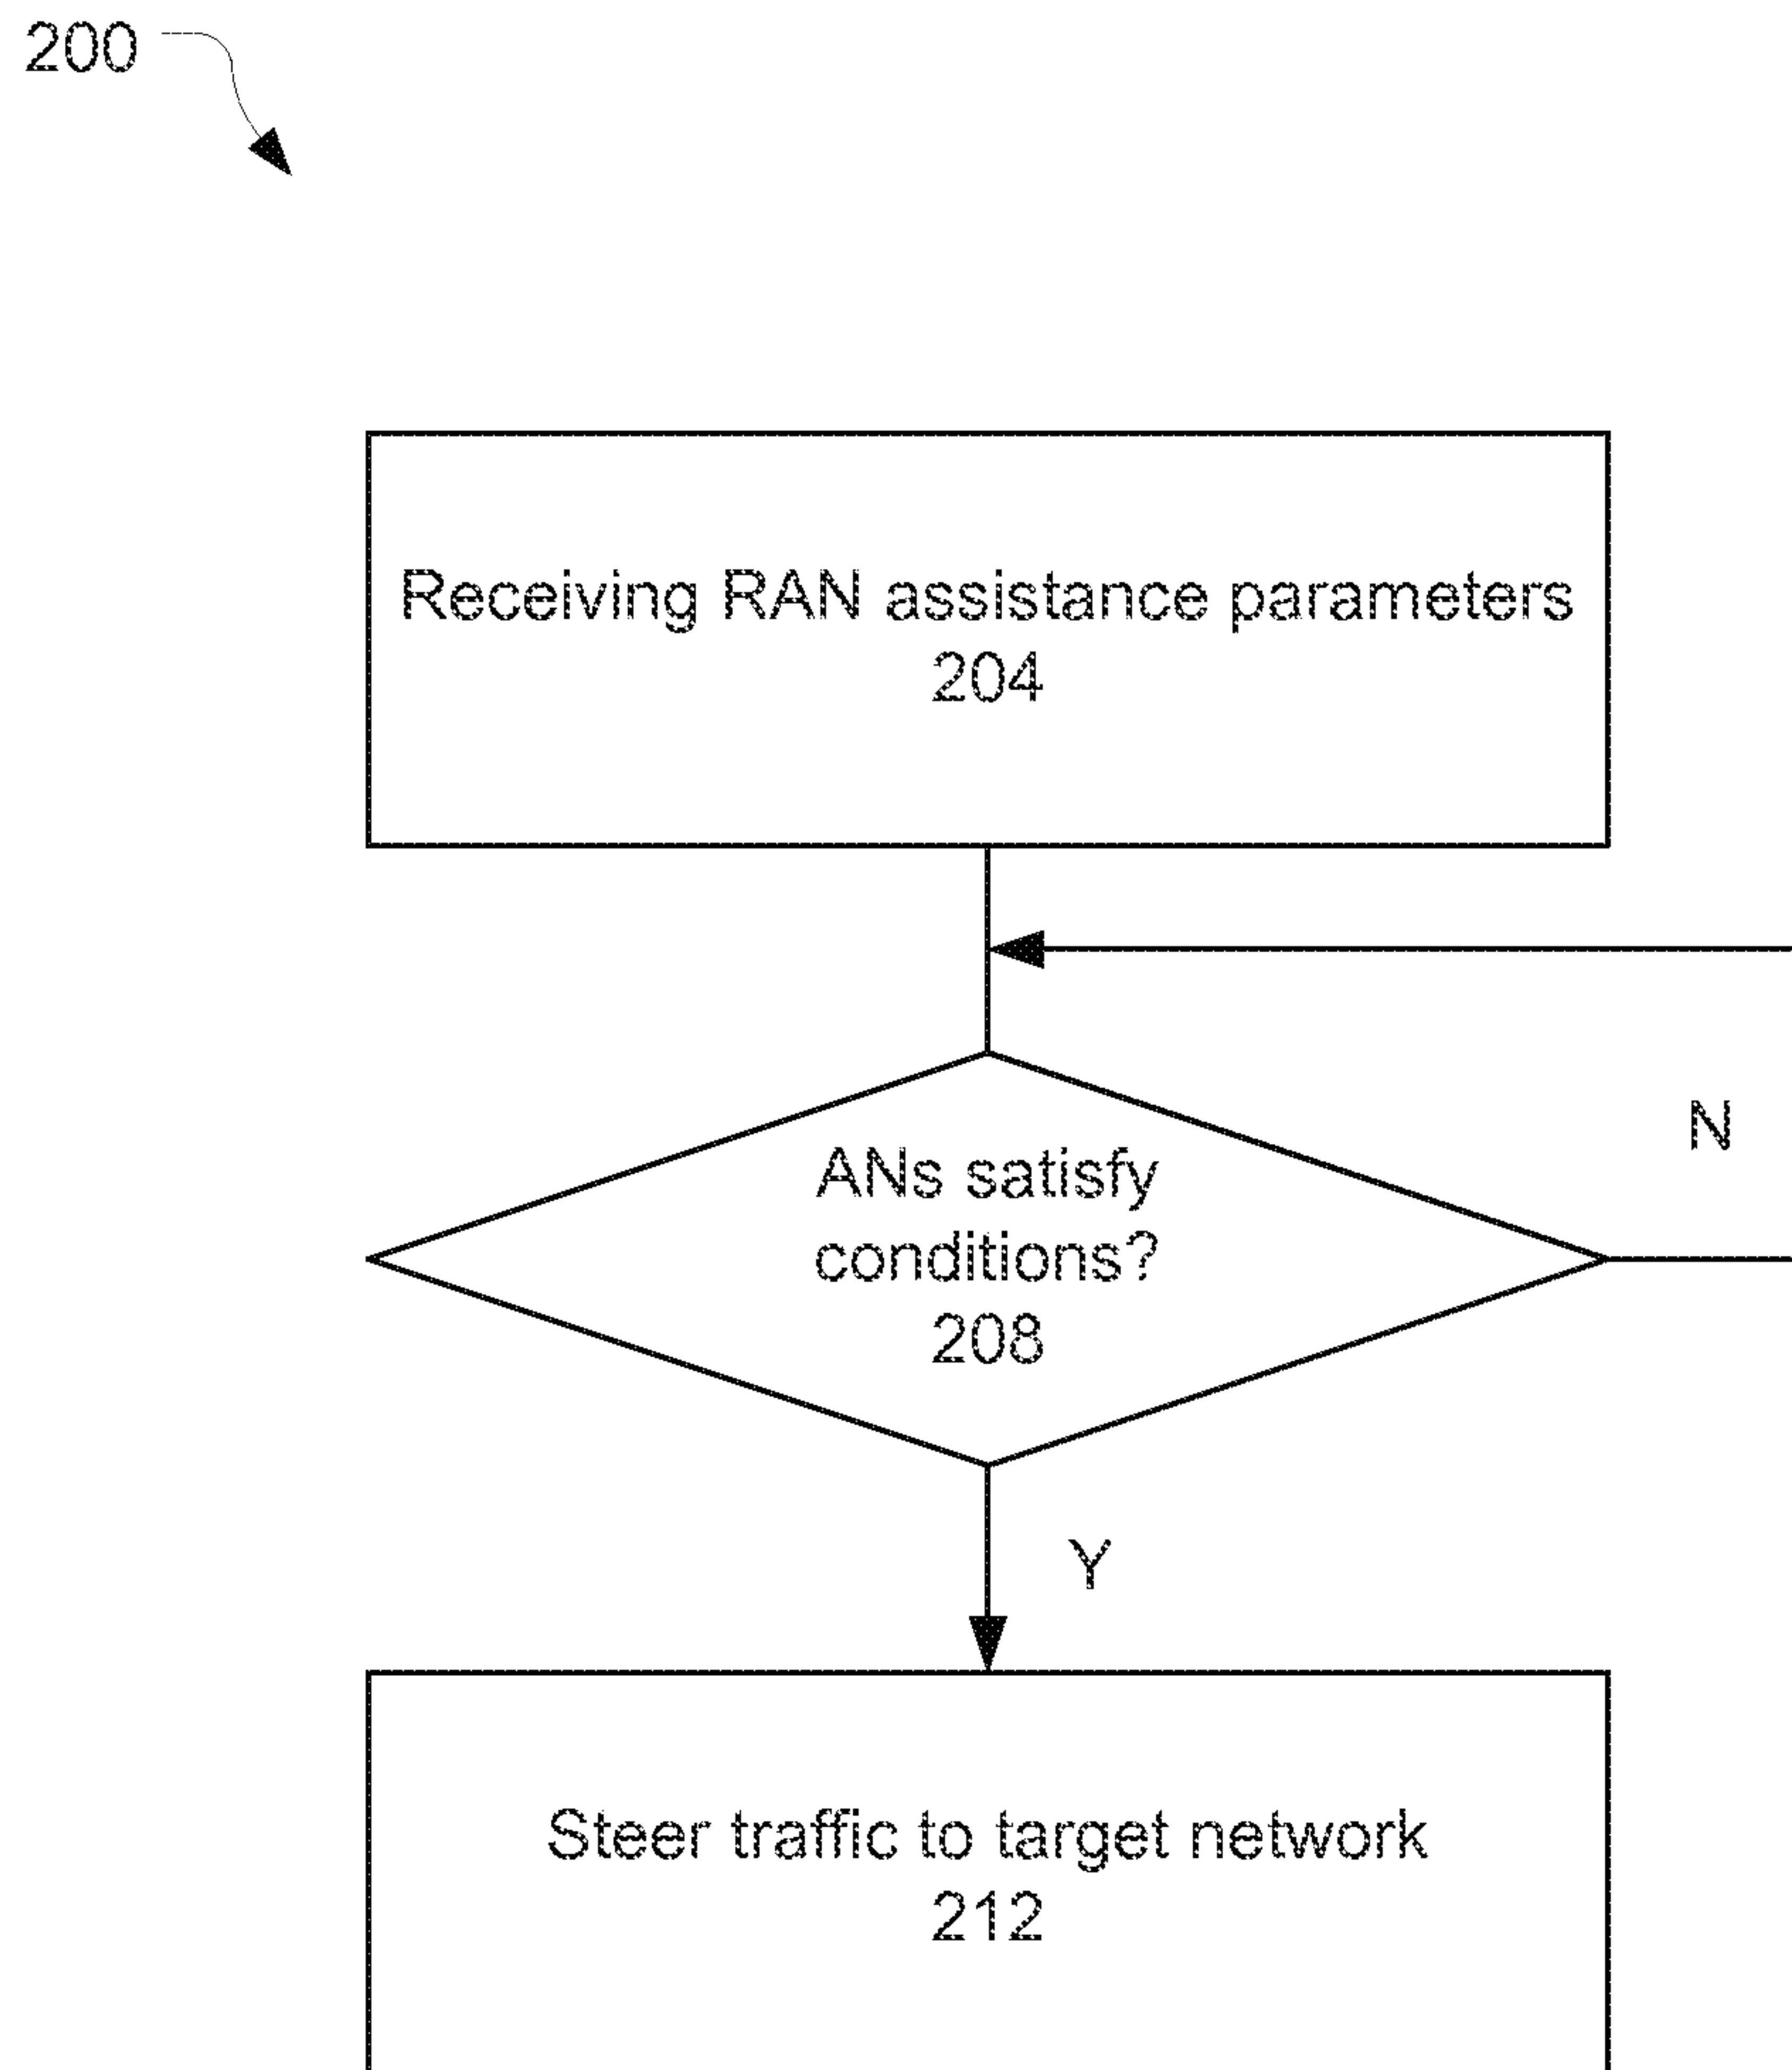 200
Receiving RAN assistance parameters
204
N
ANs satisfy
conditions?
208
Y
Steer traffic to target network
212